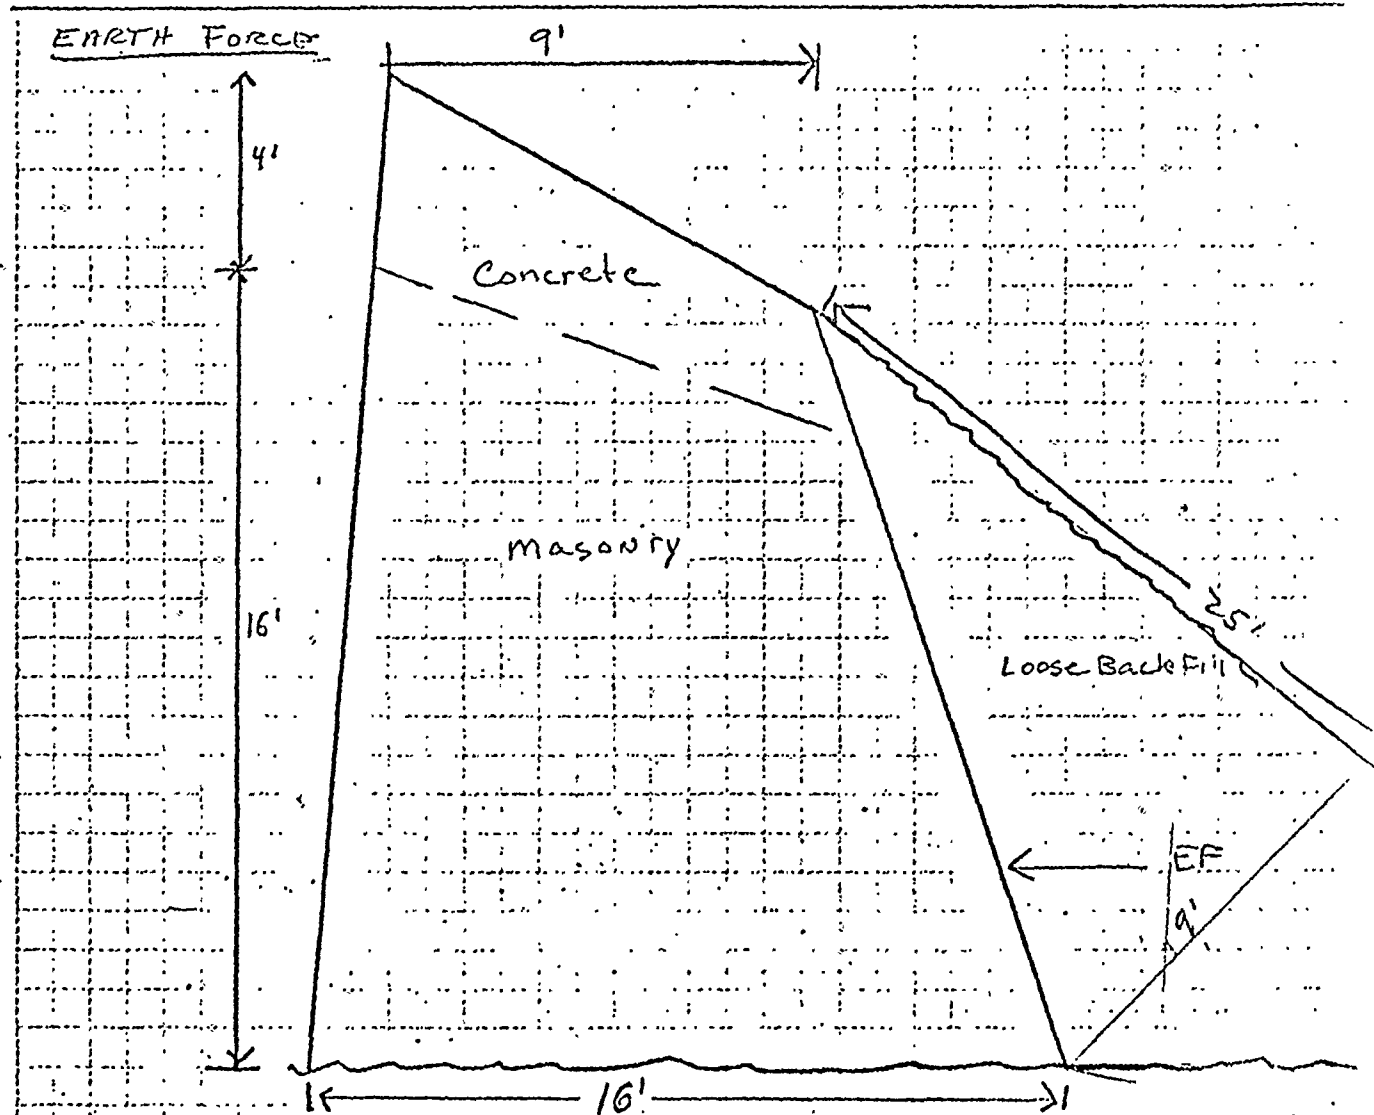 EARTH FORCE
9'
4'
Concrete
masonry
16'
25'
Loose BackFill
EF
9'
16'